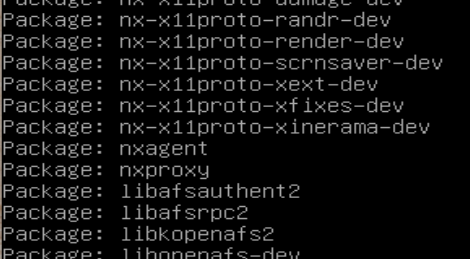 Package: nx-x11proto-damage-dev
Package: nx-x11proto-randr-dev
Package: nx-x11proto-render-dev
Package: nx-x11proto-scrnsaver-dev
Package: nx-x11proto-xext-dev
Package: nx-x11proto-xfixes-dev
Package: nx-x11proto-xinerama-dev
Package: nxagent
Package: nxproxy
Package: libafsauthent2
Package: libafsrpc2
Package: libkopenafs2
Package: libopenafs-dev